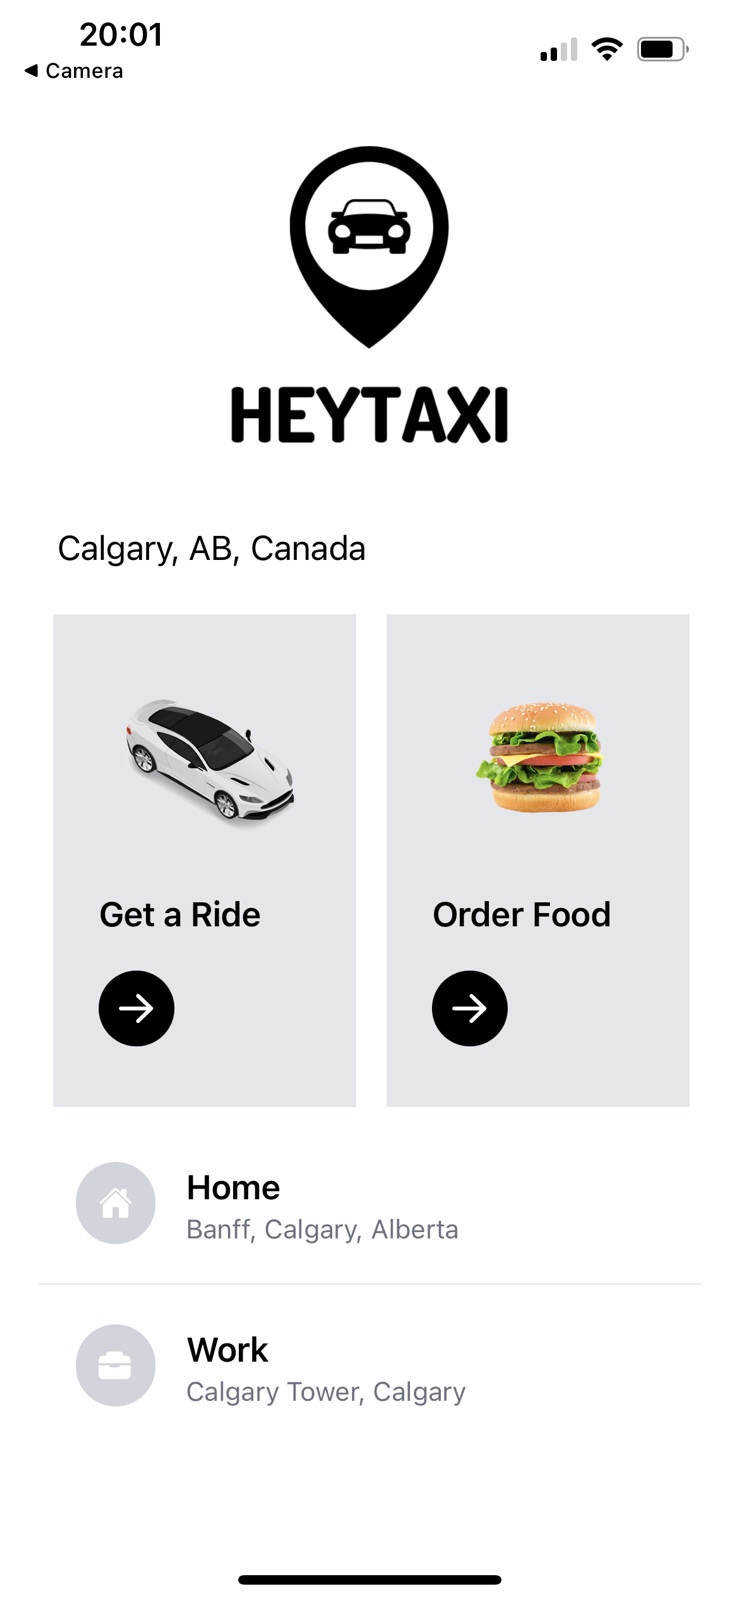 20:01
◀ Camera
HEYTAXI
Calgary, AB, Canada
Get a Ride
Order Food
Home
Banff, Calgary, Alberta
Work
Calgary Tower, Calgary